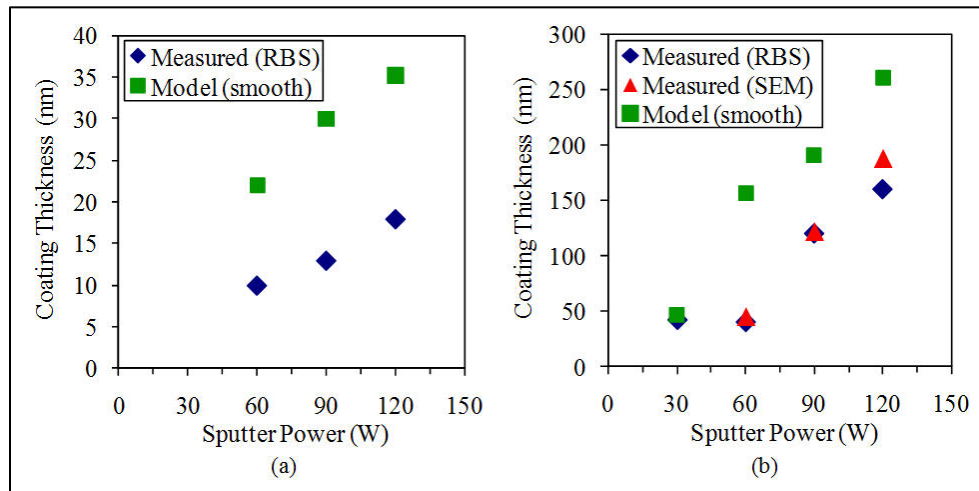 40
35
30
25
20
15
10
5
0
Coating Thickness (nm)
Measured (RBS)
Model (smooth)
0 30 60 90 120 150
Sputter Power (W)
(a)
300
250
200
150
100
50
0
Coating Thickness (nm)
Measured (RBS)
Measured (SEM)
Model (smooth)
0 30 60 90 120 150
Sputter Power (W)
(b)